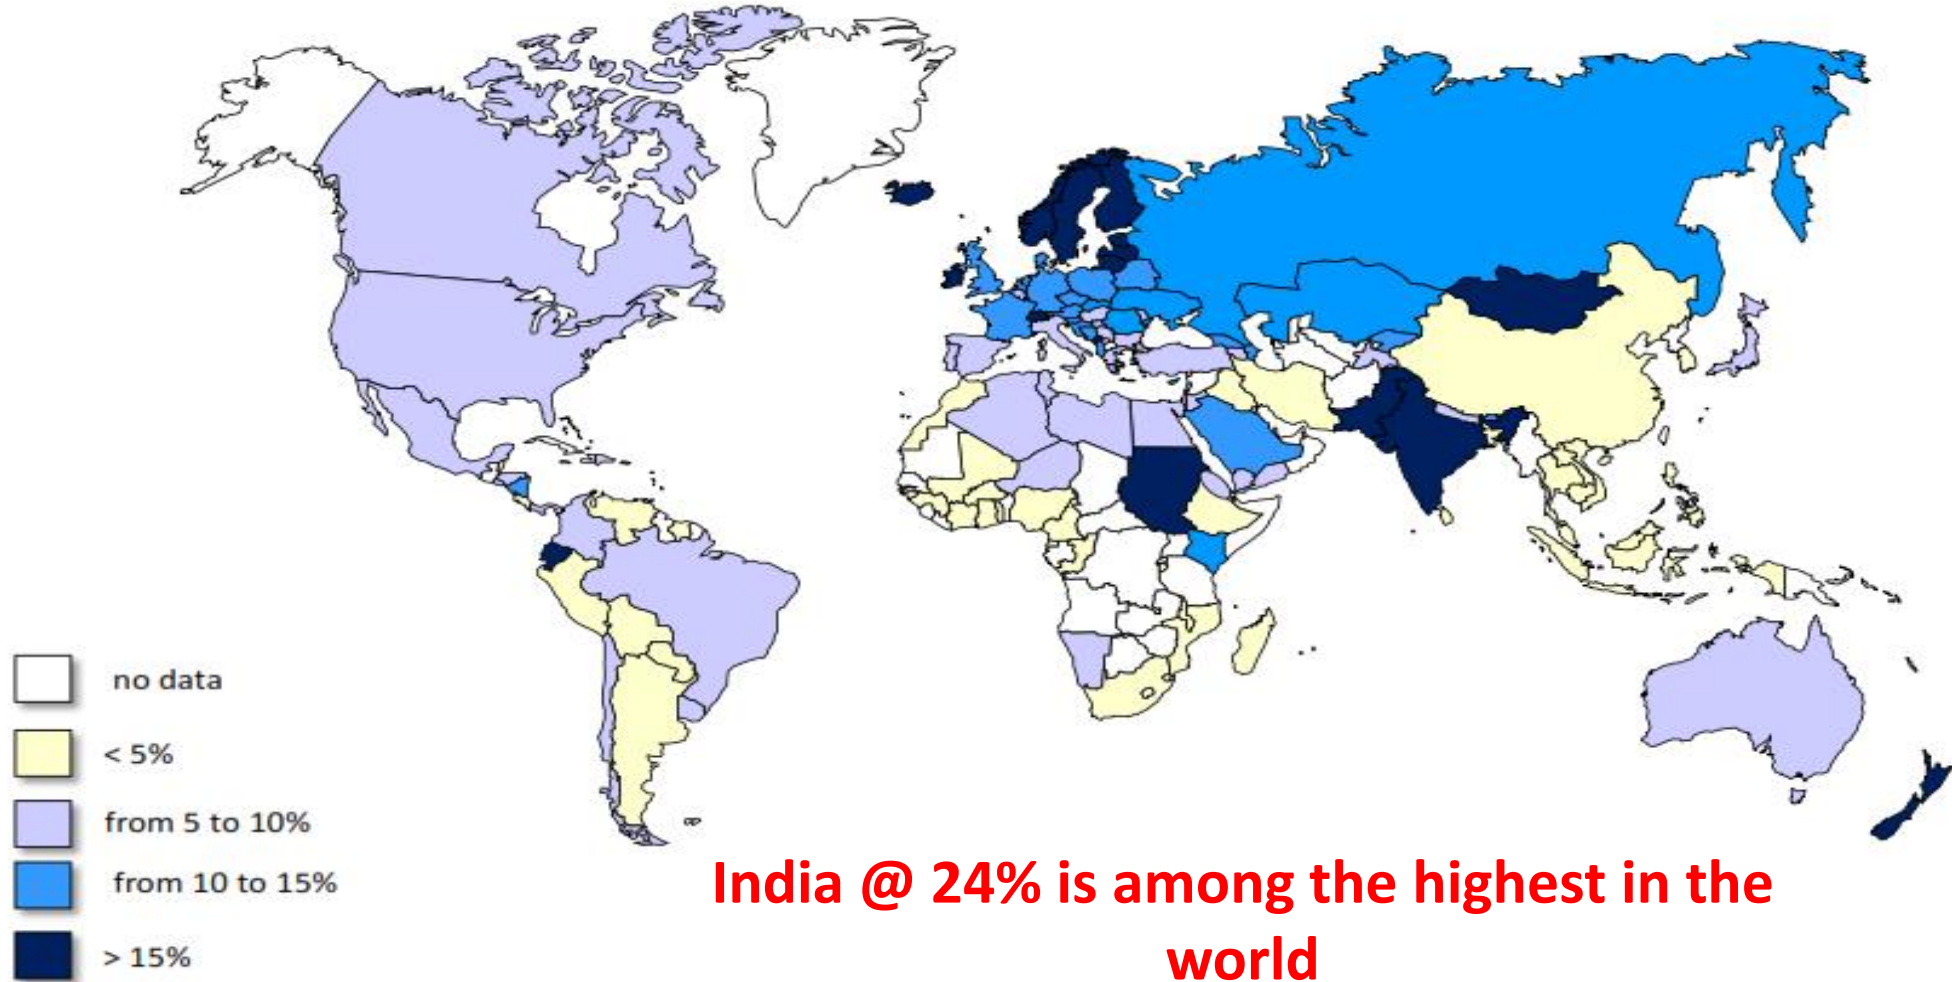 no data
< 5%
from 5 to 10%
from 10 to 15%
> 15%
India @ 24% is among the highest in the
world